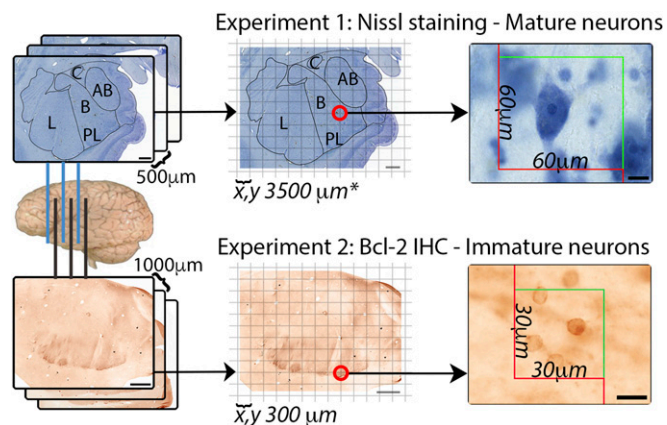 Experiment 1: Nissl staining - Mature neurons
C
AB
B
L
PL
500µm
C
AB
B
L
PL
x,y 3500 µm*
60µm
60µm
Experiment 2: Bcl-2 IHC - Immature neurons
1000µm
x,y 300 µm
30µm
30µm